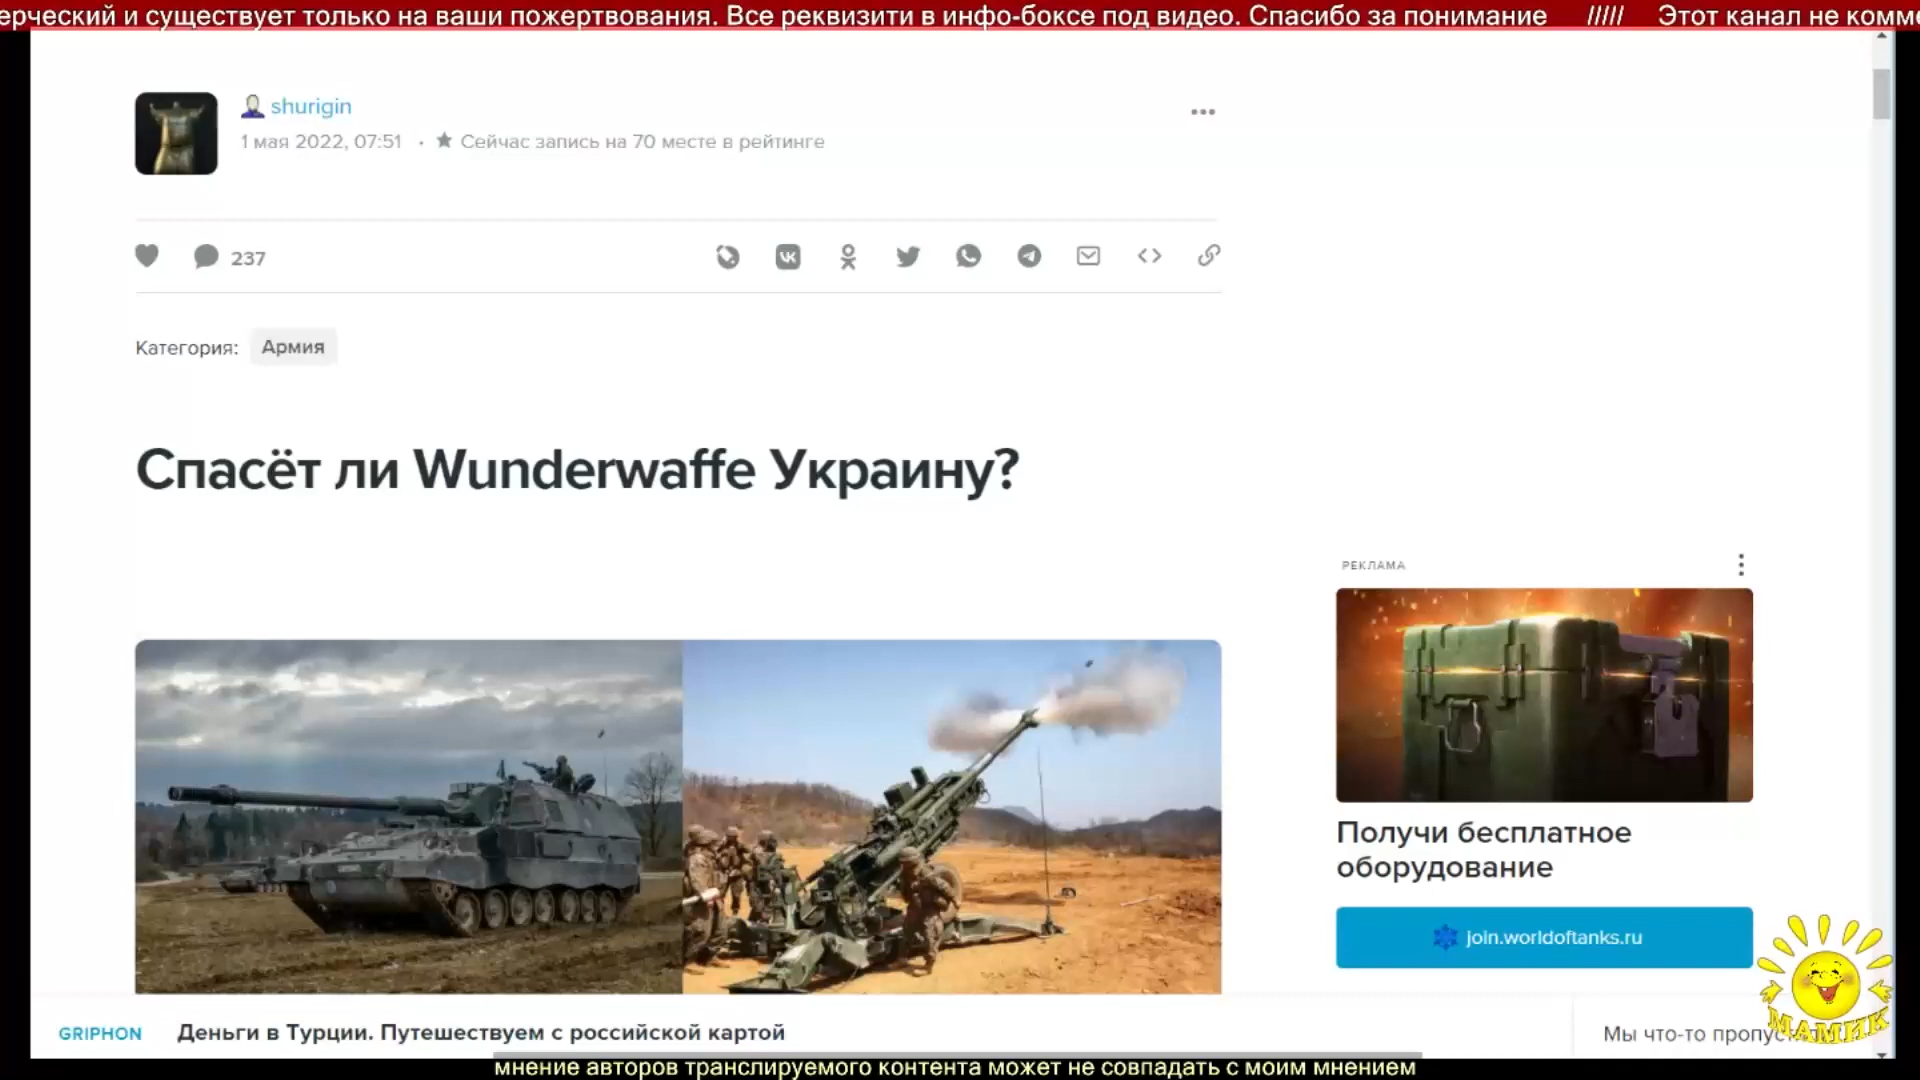 ерческий и существует только на ваши пожертвования. Все реквизити в инфо-боксе под видео. Спасибо за понимание ///// Этот канал не комме
shurigin
1 мая 2022, 07:51 • Сейчас запись на 70 месте в рейтинге
237
Категория: Армия
Спасёт ли Wunderwaffe Украину?
РЕКЛАМА
Получи бесплатное
оборудование
join.worldoftanks.ru
МАМИК
GRIPHON Деньги в Турции. Путешествуем с российской картой
Мы что-то пропус
мнение авторов транслируемого контента может не совпадать с моим мнением